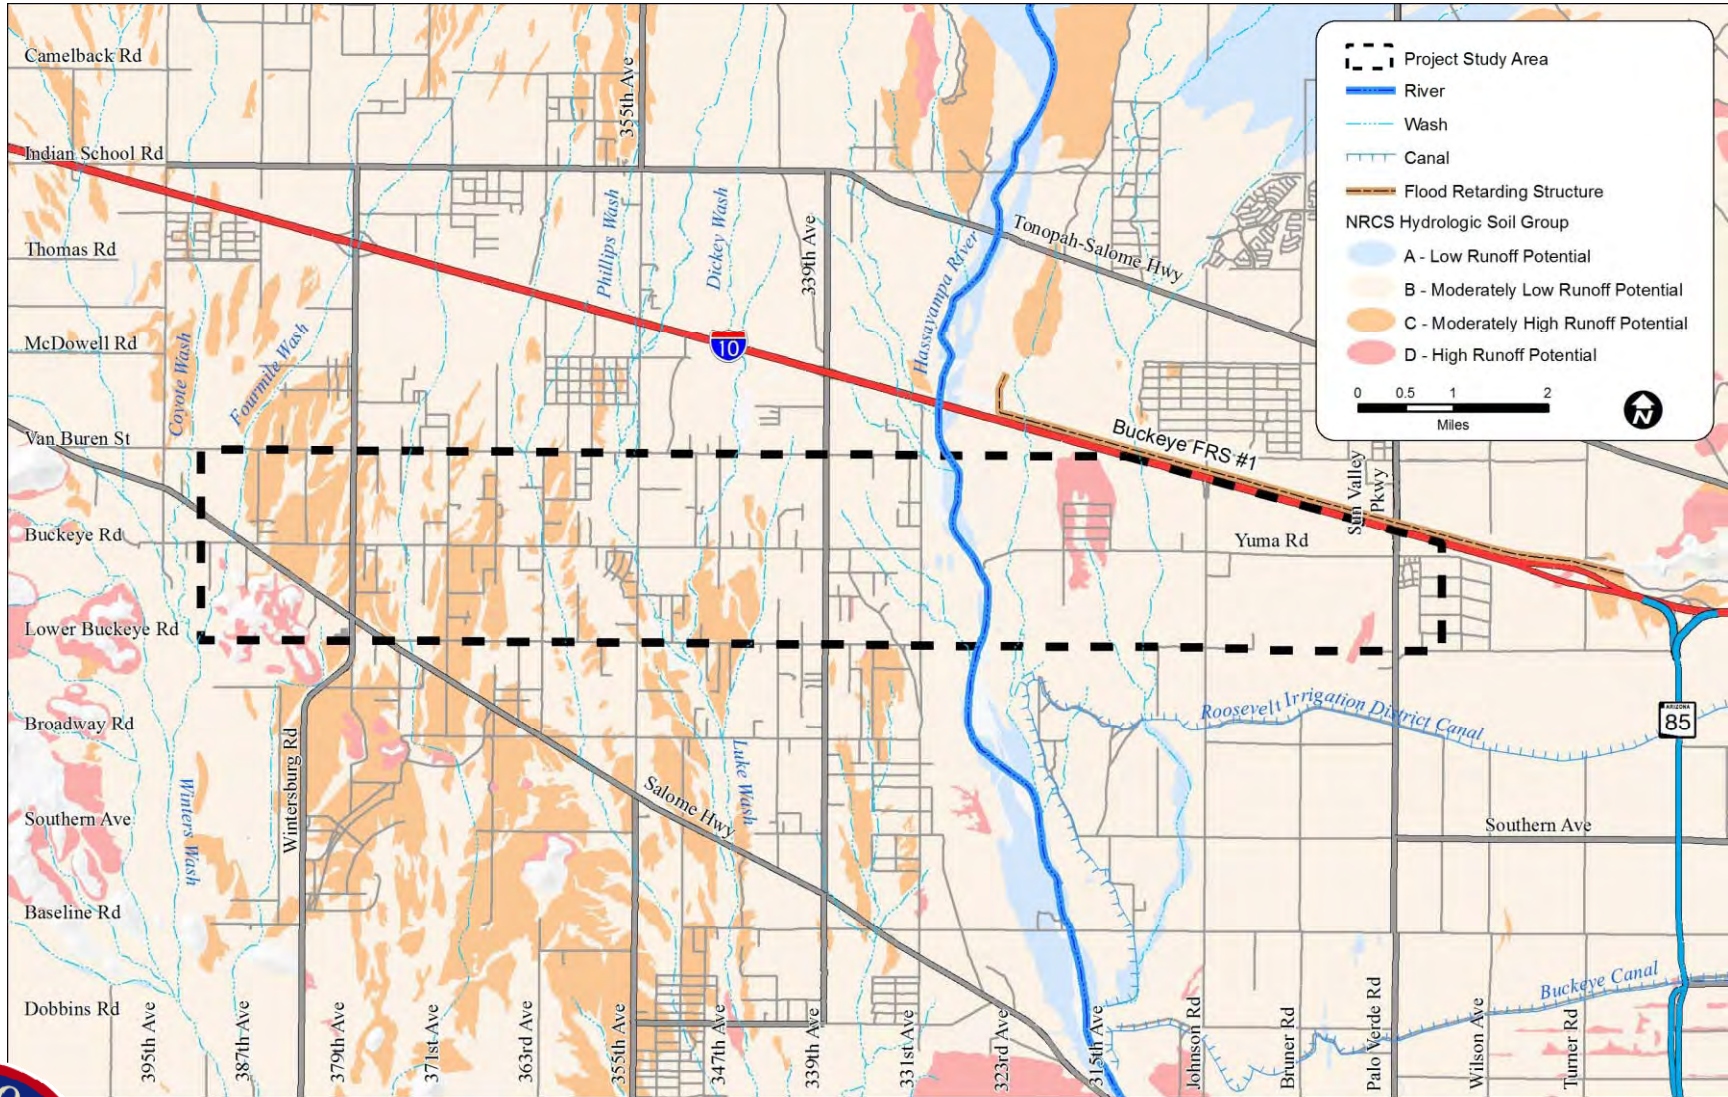 Camelback Rd
Indian School Rd
Thomas Rd
McDowell Rd
Van Buren St
Buckeye Rd
Lower Buckeye Rd
Broadway Rd
Southern Ave
Baseline Rd
Dobbins Rd
355th Ave
339th Ave
Phillips Wash
Dickey Wash
Coyote Wash
Fourmile Wash
Hassayampa River
Tonopah-Salome Hwy
10
Buckeye FRS #1
Sun Valley
Pkwy
Yuma Rd
Roosevelt Irrigation District Canal
ARIZONA
85
Wintersburg Rd
Winters Wash
Luke Wash
Salome Hwy
Southern Ave
Buckeye Canal
395th Ave
387th Ave
379th Ave
371st Ave
363rd Ave
355th Ave
347th Ave
339th Ave
331st Ave
323rd Ave
315th Ave
Johnson Rd
Bruner Rd
Palo Verde Rd
Wilson Ave
Turner Rd
Project Study Area
River
Wash
Canal
Flood Retarding Structure
NRCS Hydrologic Soil Group
A - Low Runoff Potential
B - Moderately Low Runoff Potential
C - Moderately High Runoff Potential
D - High Runoff Potential
0 0.5 1 2
Miles
N